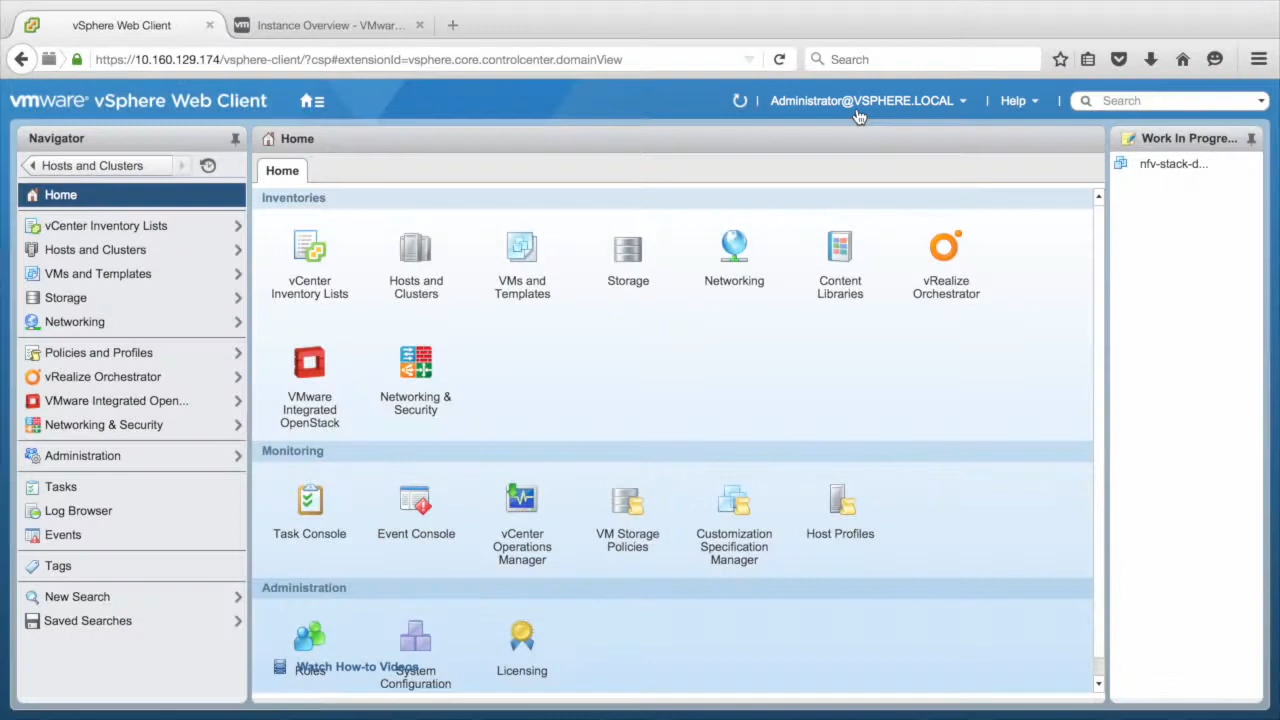 vSphere Web Client
Instance Overview - VMwar...
https://10.160.129.174/vsphere-client/?csp#extensionId=vsphere.core.controlcenter.domainView
Search
vmware® vSphere Web Client
Administrator@VSPHERE.LOCAL
Help
Search
Navigator
Hosts and Clusters
Home
vCenter Inventory Lists
Hosts and Clusters
VMs and Templates
Storage
Networking
Policies and Profiles
vRealize Orchestrator
VMware Integrated Open...
Networking & Security
Administration
Tasks
Log Browser
Events
Tags
New Search
Saved Searches
Home
Home
Inventories
vCenter
Inventory Lists
Hosts and
Clusters
VMs and
Templates
Storage
Networking
Content
Libraries
vRealize
Orchestrator
VMware
Integrated
OpenStack
Networking &
Security
Monitoring
Task Console
Event Console
vCenter
Operations
Manager
VM Storage
Policies
Customization
Specification
Manager
Host Profiles
Administration
Roles
System
Configuration
Licensing
Watch How-to Videos
Work In Progre...
nfv-stack-d...